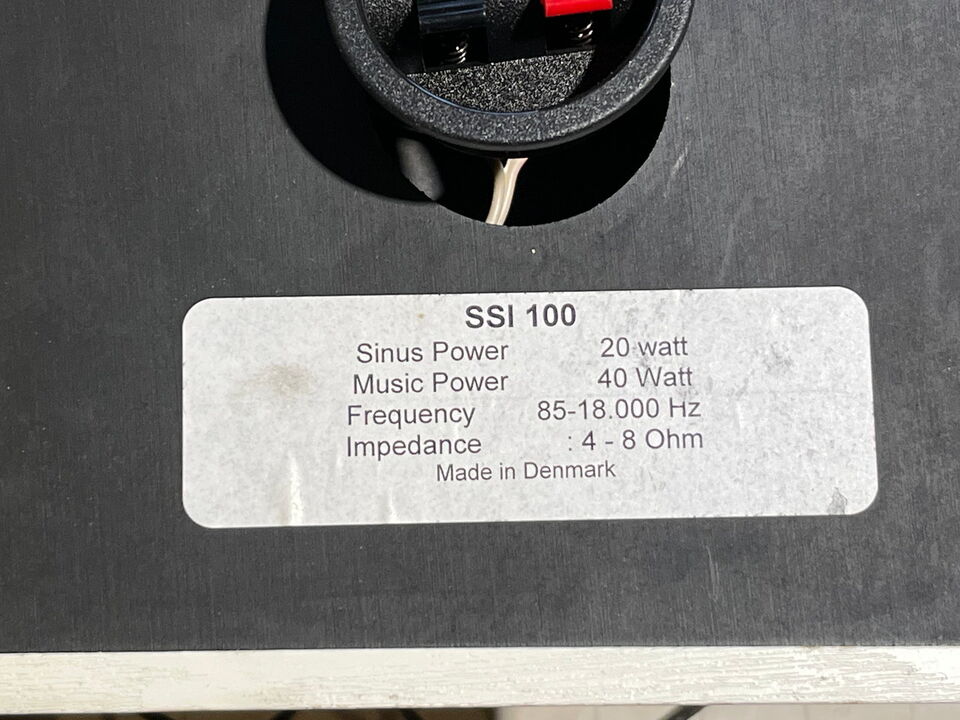 SSI 100
Sinus Power 20 watt
Music Power 40 Watt
Frequency 85-18.000 Hz
Impedance : 4 - 8 Ohm
Made in Denmark